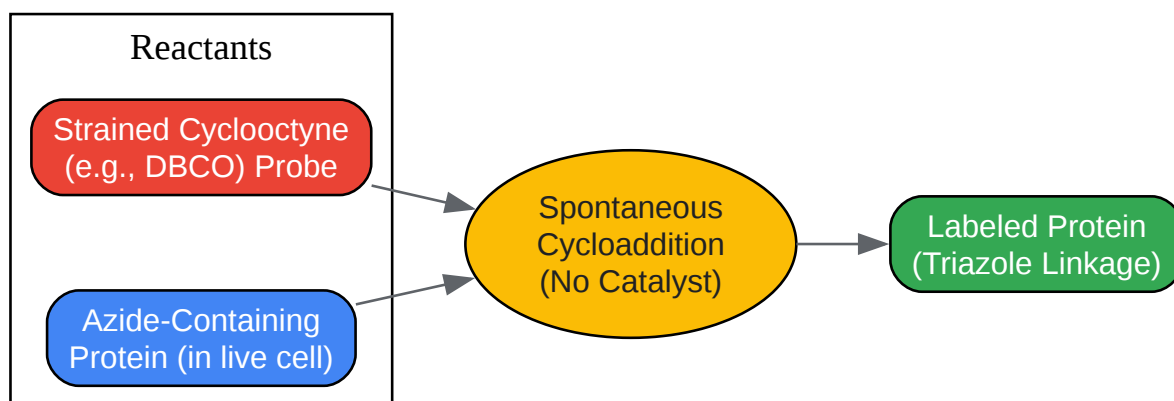 Reactants
Strained Cyclooctyne
(e.g., DBCO) Probe
Azide-Containing
Protein (in live cell)
Spontaneous
Cycloaddition
(No Catalyst)
Labeled Protein
(Triazole Linkage)